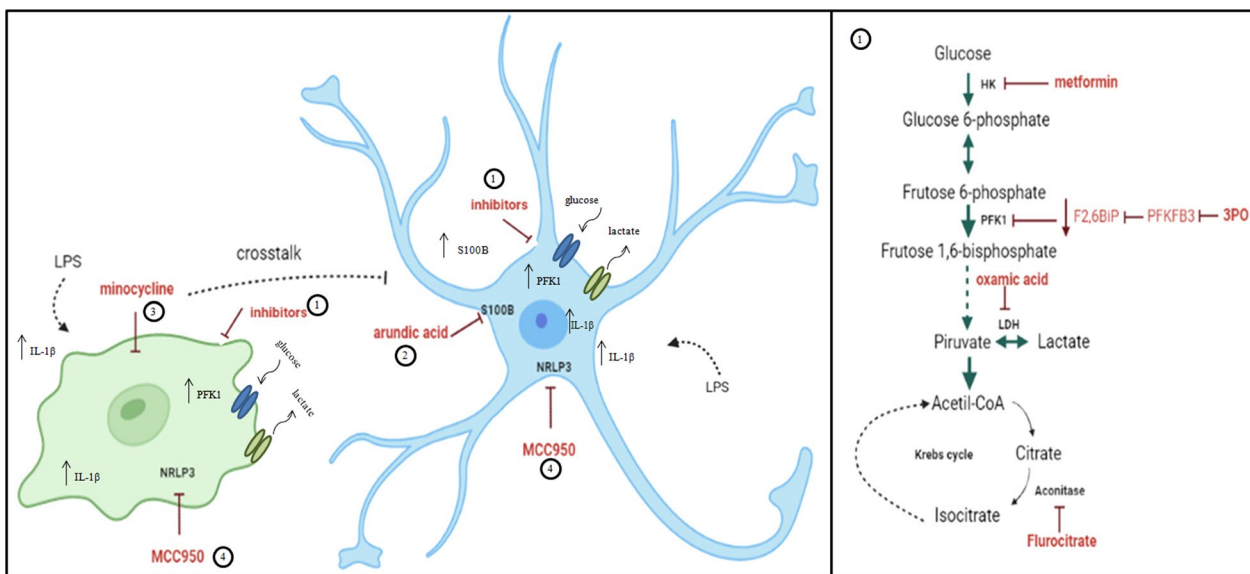 LPS
crosstalk
minocycline
3
inhibitors 1
↑ IL-1β
glucose
↑ PFK1
lactate
↑ IL-1β
NRLP3
MCC950 4
1
inhibitors
glucose
lactate
↑ S100B
↑ PFK1
S100B
arundic acid
2
↑ IL-1β
↑ IL-1β
NRLP3
LPS
MCC950
4
1
Glucose
HK metformin
Glucose 6-phosphate
Frutose 6-phosphate
PFK1 F2,6BiP PFKFB3 3PO
Frutose 1,6-bisphosphate
oxamic acid
LDH
Piruvate Lactate
Acetil-CoA
Krebs cycle Citrate
Aconitase
Isocitrate
Flurocitrate